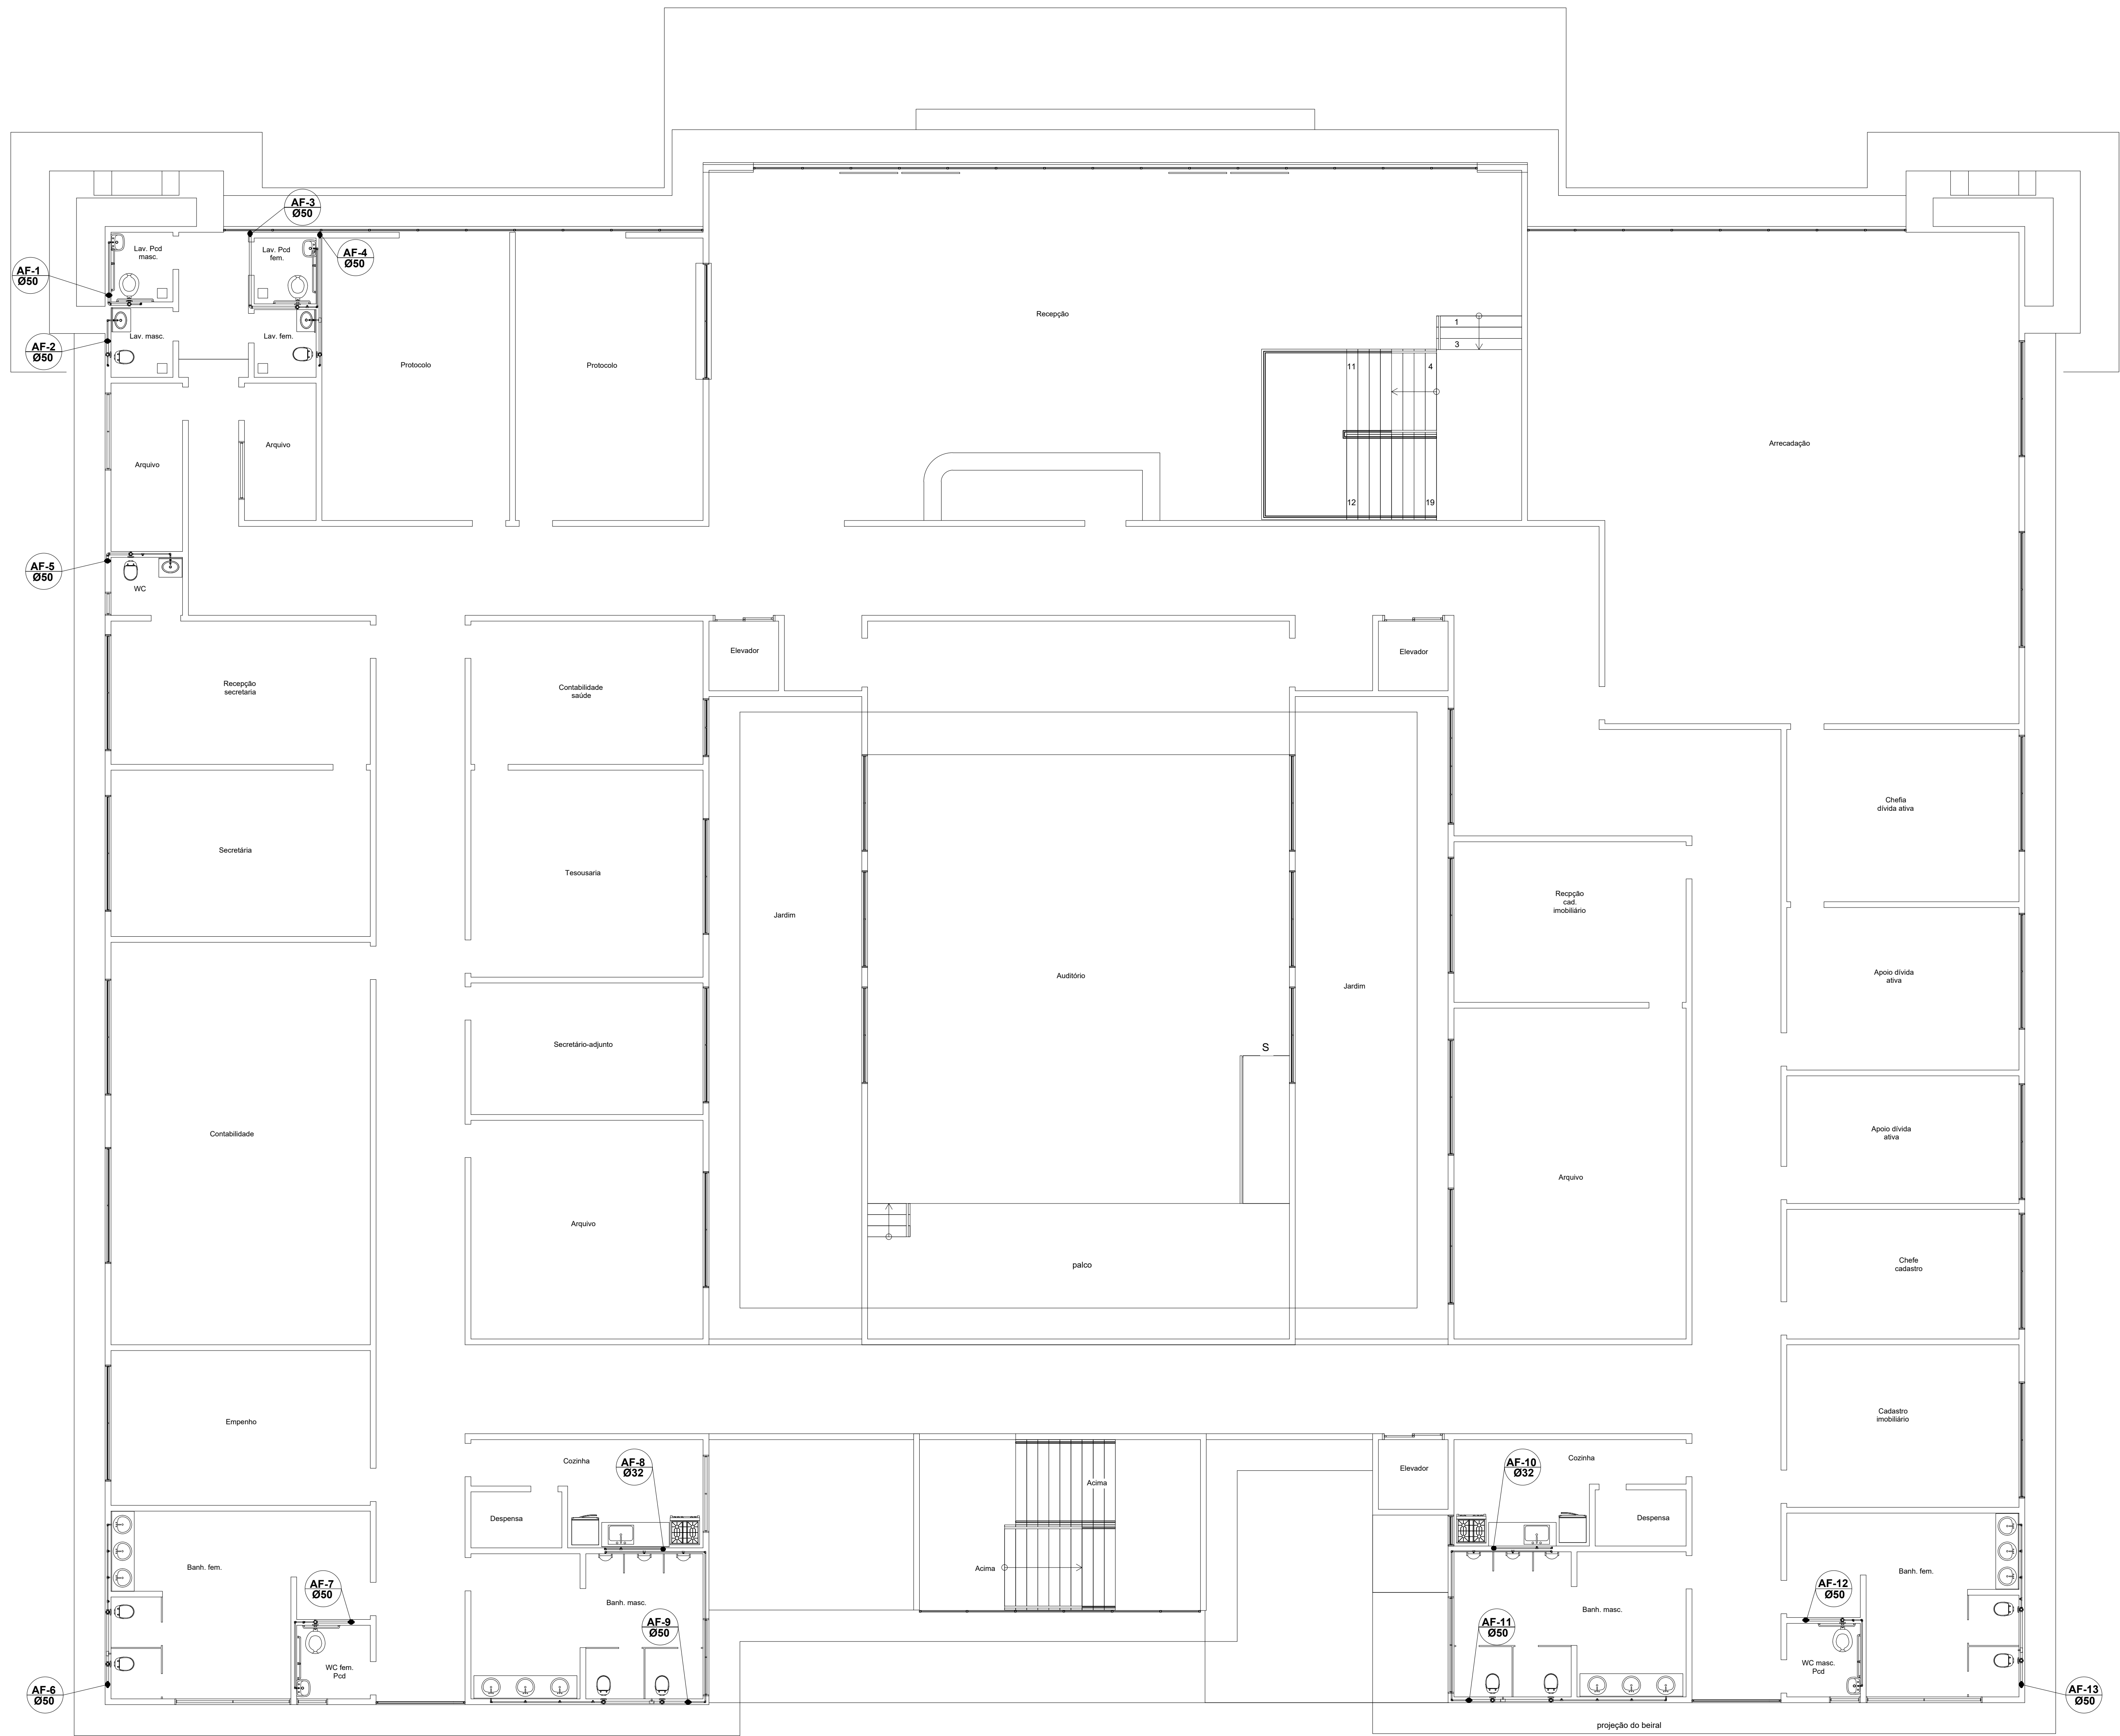 AF-3
Ø50
Lav. Pcd
masc.
Lav. Pcd
fem.
AF-4
Ø50
AF-1
Ø50
Recepção
1
3
Lav. masc.
Lav. fem.
AF-2
Ø50
Protocolo
Protocolo
11
4
Arrecadação
Arquivo
Arquivo
12
19
AF-5
Ø50
WC
Elevador
Elevador
Recepção
secretaria
Contabilidade
saúde
Chefia
dívida ativa
Secretária
Tesousaria
Recpção
cad.
imobiliário
Jardim
Auditório
Jardim
Apoio dívida
ativa
Secretário-adjunto
S
Contabilidade
Apoio dívida
ativa
Arquivo
Arquivo
palco
Chefe
cadastro
Empenho
Cadastro
imobiliário
Cozinha
AF-8
Ø32
Acima
Elevador
AF-10
Ø32
Cozinha
Despensa
Despensa
Banh. fem.
Acima
Banh. fem.
AF-7
Ø50
AF-12
Ø50
Banh. masc.
Banh. masc.
AF-9
Ø50
AF-11
Ø50
WC fem.
Pcd
WC masc.
Pcd
AF-6
Ø50
AF-13
Ø50
projeção do beiral